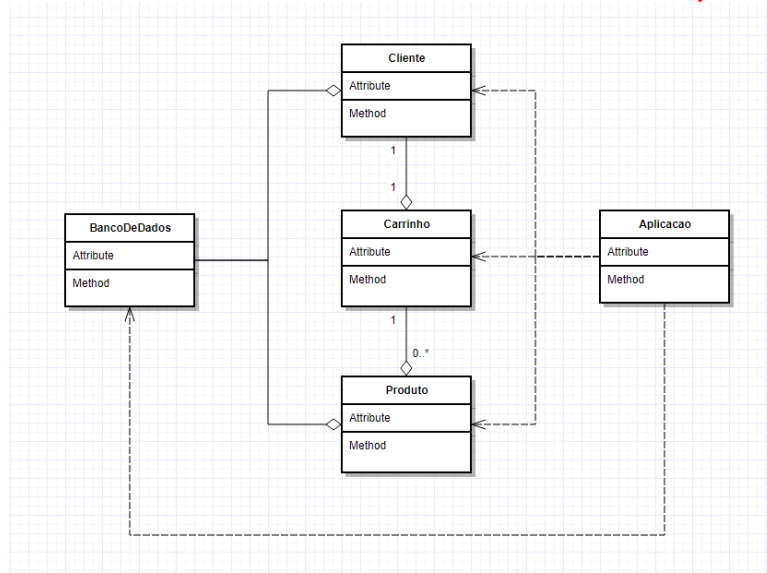 Cliente
Attribute
Method
1
1
BancoDeDados
Attribute
Method
Carrinho
Attribute
Method
Aplicacao
Attribute
Method
1
0..*
Produto
Attribute
Method